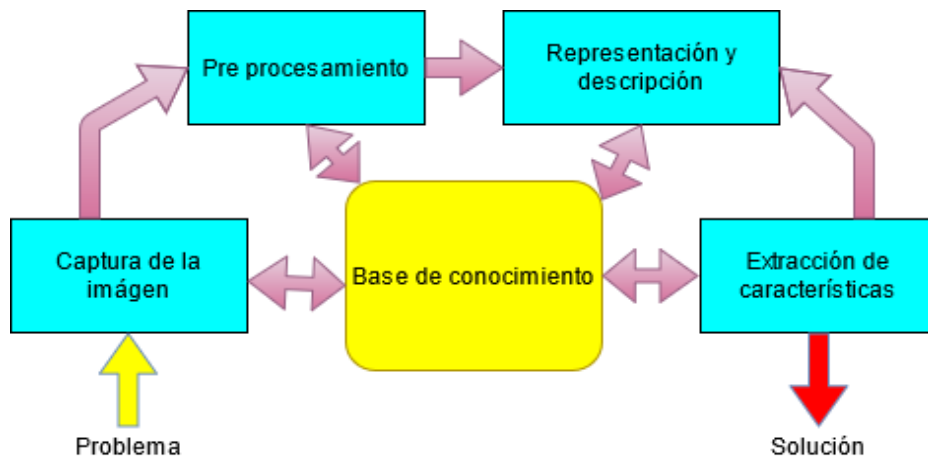 Pre procesamiento
Representación y
descripción
Captura de la
imágen
Base de conocimiento
Extracción de
características
Problema
Solución